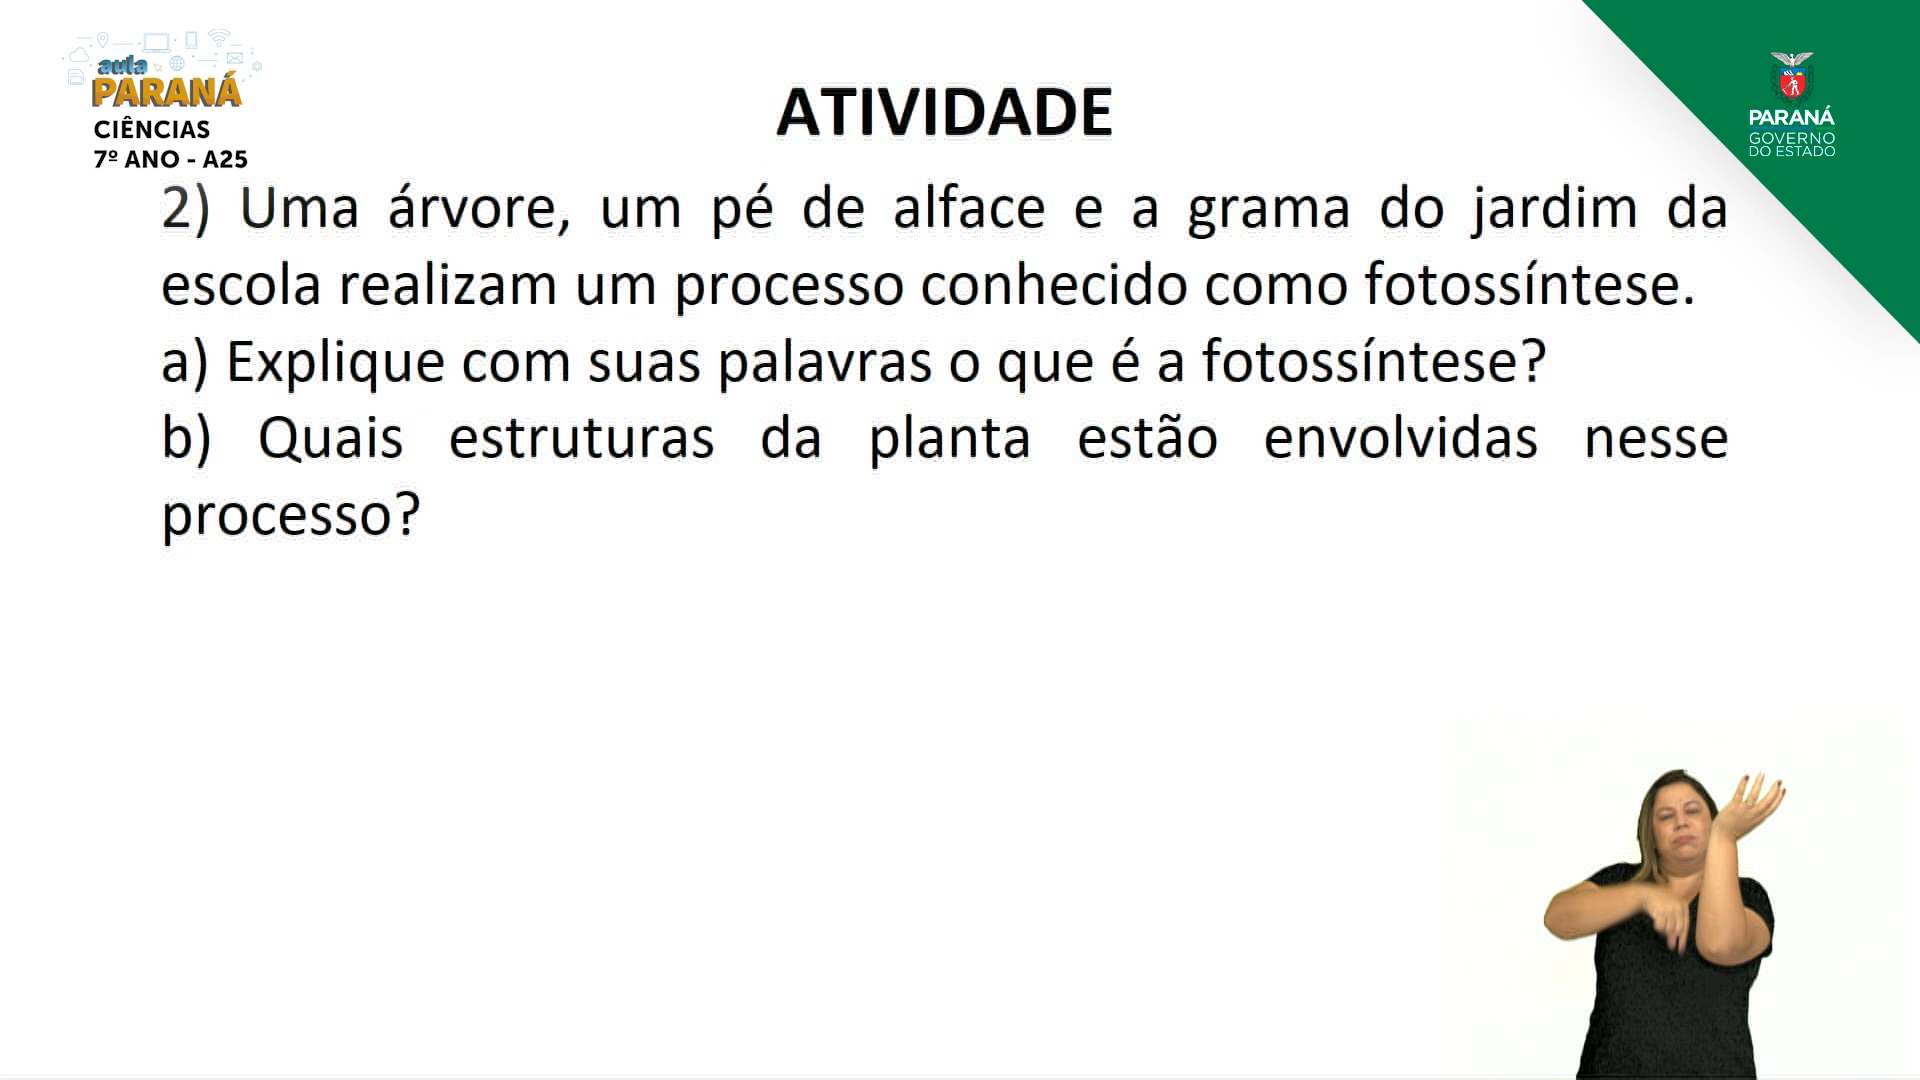 aula
PARANÁ
CIÊNCIAS
7º ANO - A25
ATIVIDADE
PARANÁ
GOVERNO
DO ESTADO
2) Uma árvore, um pé de alface e a grama do jardim da
escola realizam um processo conhecido como fotossíntese.
a) Explique com suas palavras o que é a fotossíntese?
b) Quais estruturas da planta estão envolvidas nesse
processo?